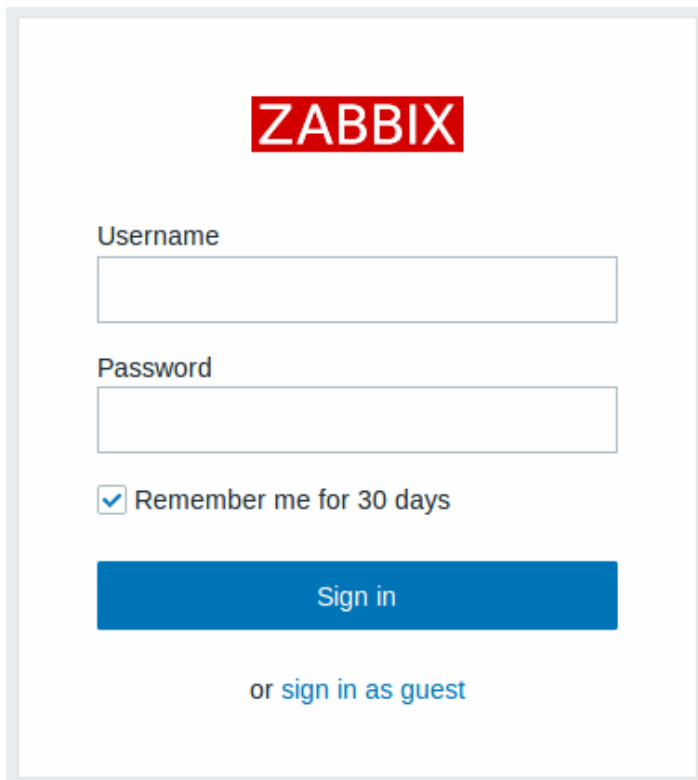 ZABBIX
Username
Password
Remember me for 30 days
Sign in
or sign in as guest